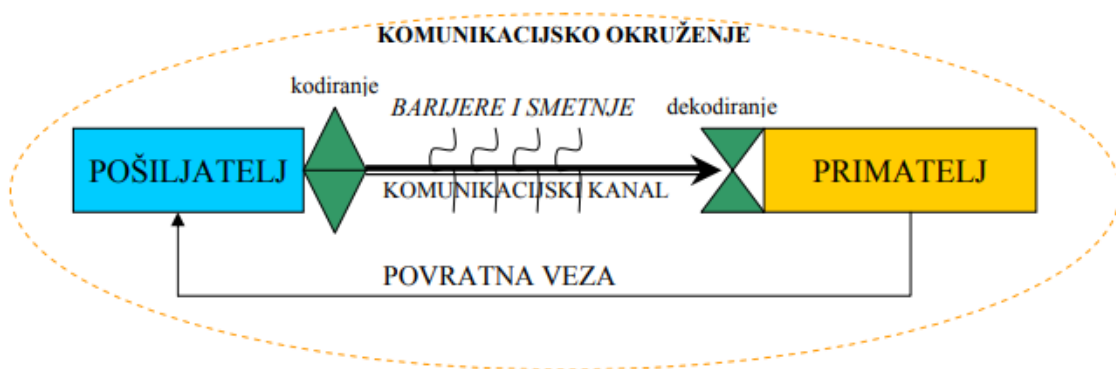 KOMUNIKACIJSKO OKRUŽENJE
kodiranje
BARIJERE I SMETNJE
dekodiranje
POŠILJATELJ
PRIMATELJ
KOMUNIKACIJSKI KANAL
POVRATNA VEZA